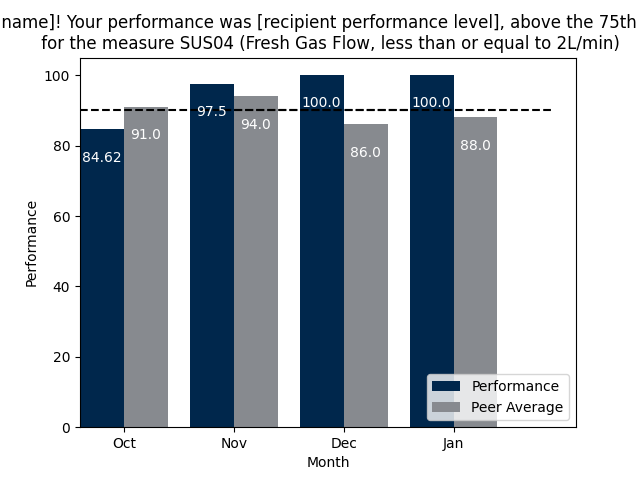 name]! Your performance was [recipient performance level], above the 75th
for the measure SUS04 (Fresh Gas Flow, less than or equal to 2L/min)
100
80
60
40
20
0
Performance
84.62
91.0
97.5
94.0
100.0
86.0
100.0
88.0
Performance
Peer Average
Oct
Nov
Dec
Jan
Month